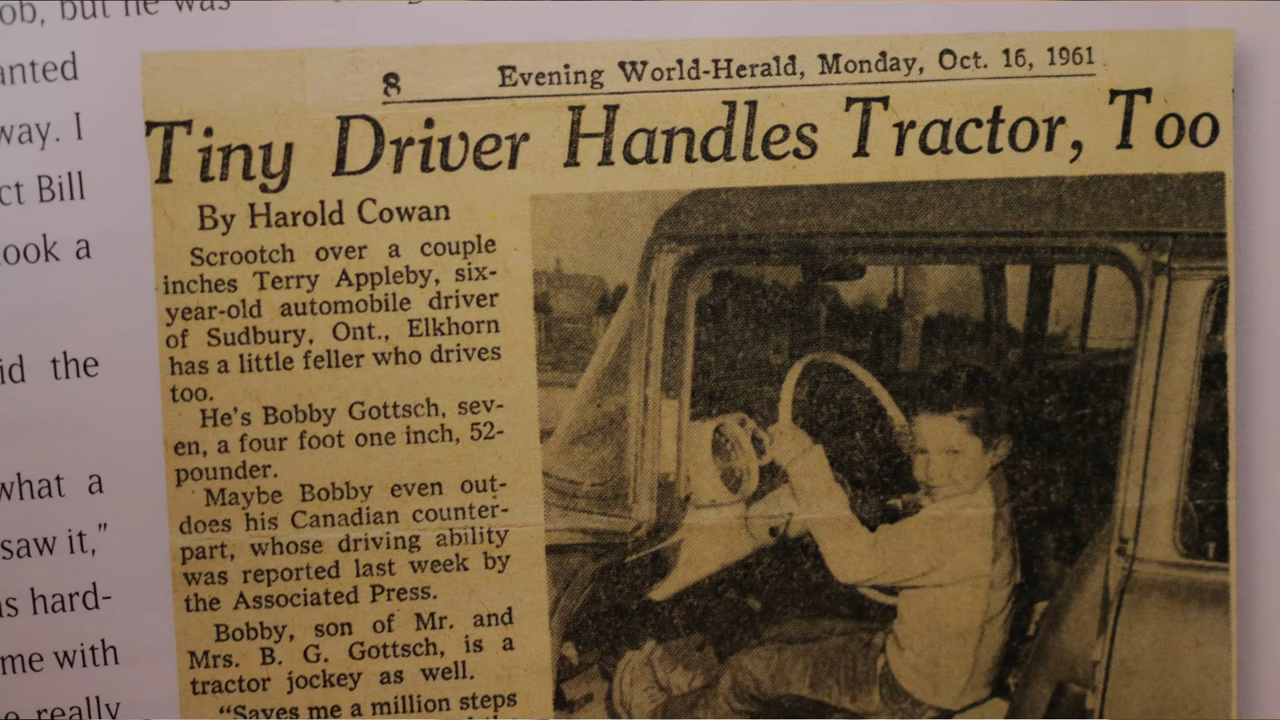 ob, but he was
anted
way. I
ct Bill
ook a
id the
what a
saw it,"
s hard-
me with
really
8 Evening World-Herald, Monday, Oct. 16, 1961
Tiny Driver Handles Tractor, Too
By Harold Cowan
Scrootch over a couple
inches Terry Appleby, six-
year-old automobile driver
of Sudbury, Ont., Elkhorn
has a little feller who drives
too.
He's Bobby Gottsch, sev-
en, a four foot one inch, 52-
pounder.
Maybe Bobby even out-
does his Canadian counter-
part, whose driving ability
was reported last week by
the Associated Press.
Bobby, son of Mr. and
Mrs. B. G. Gottsch, is a
tractor jockey as well.
"Saves me a million steps